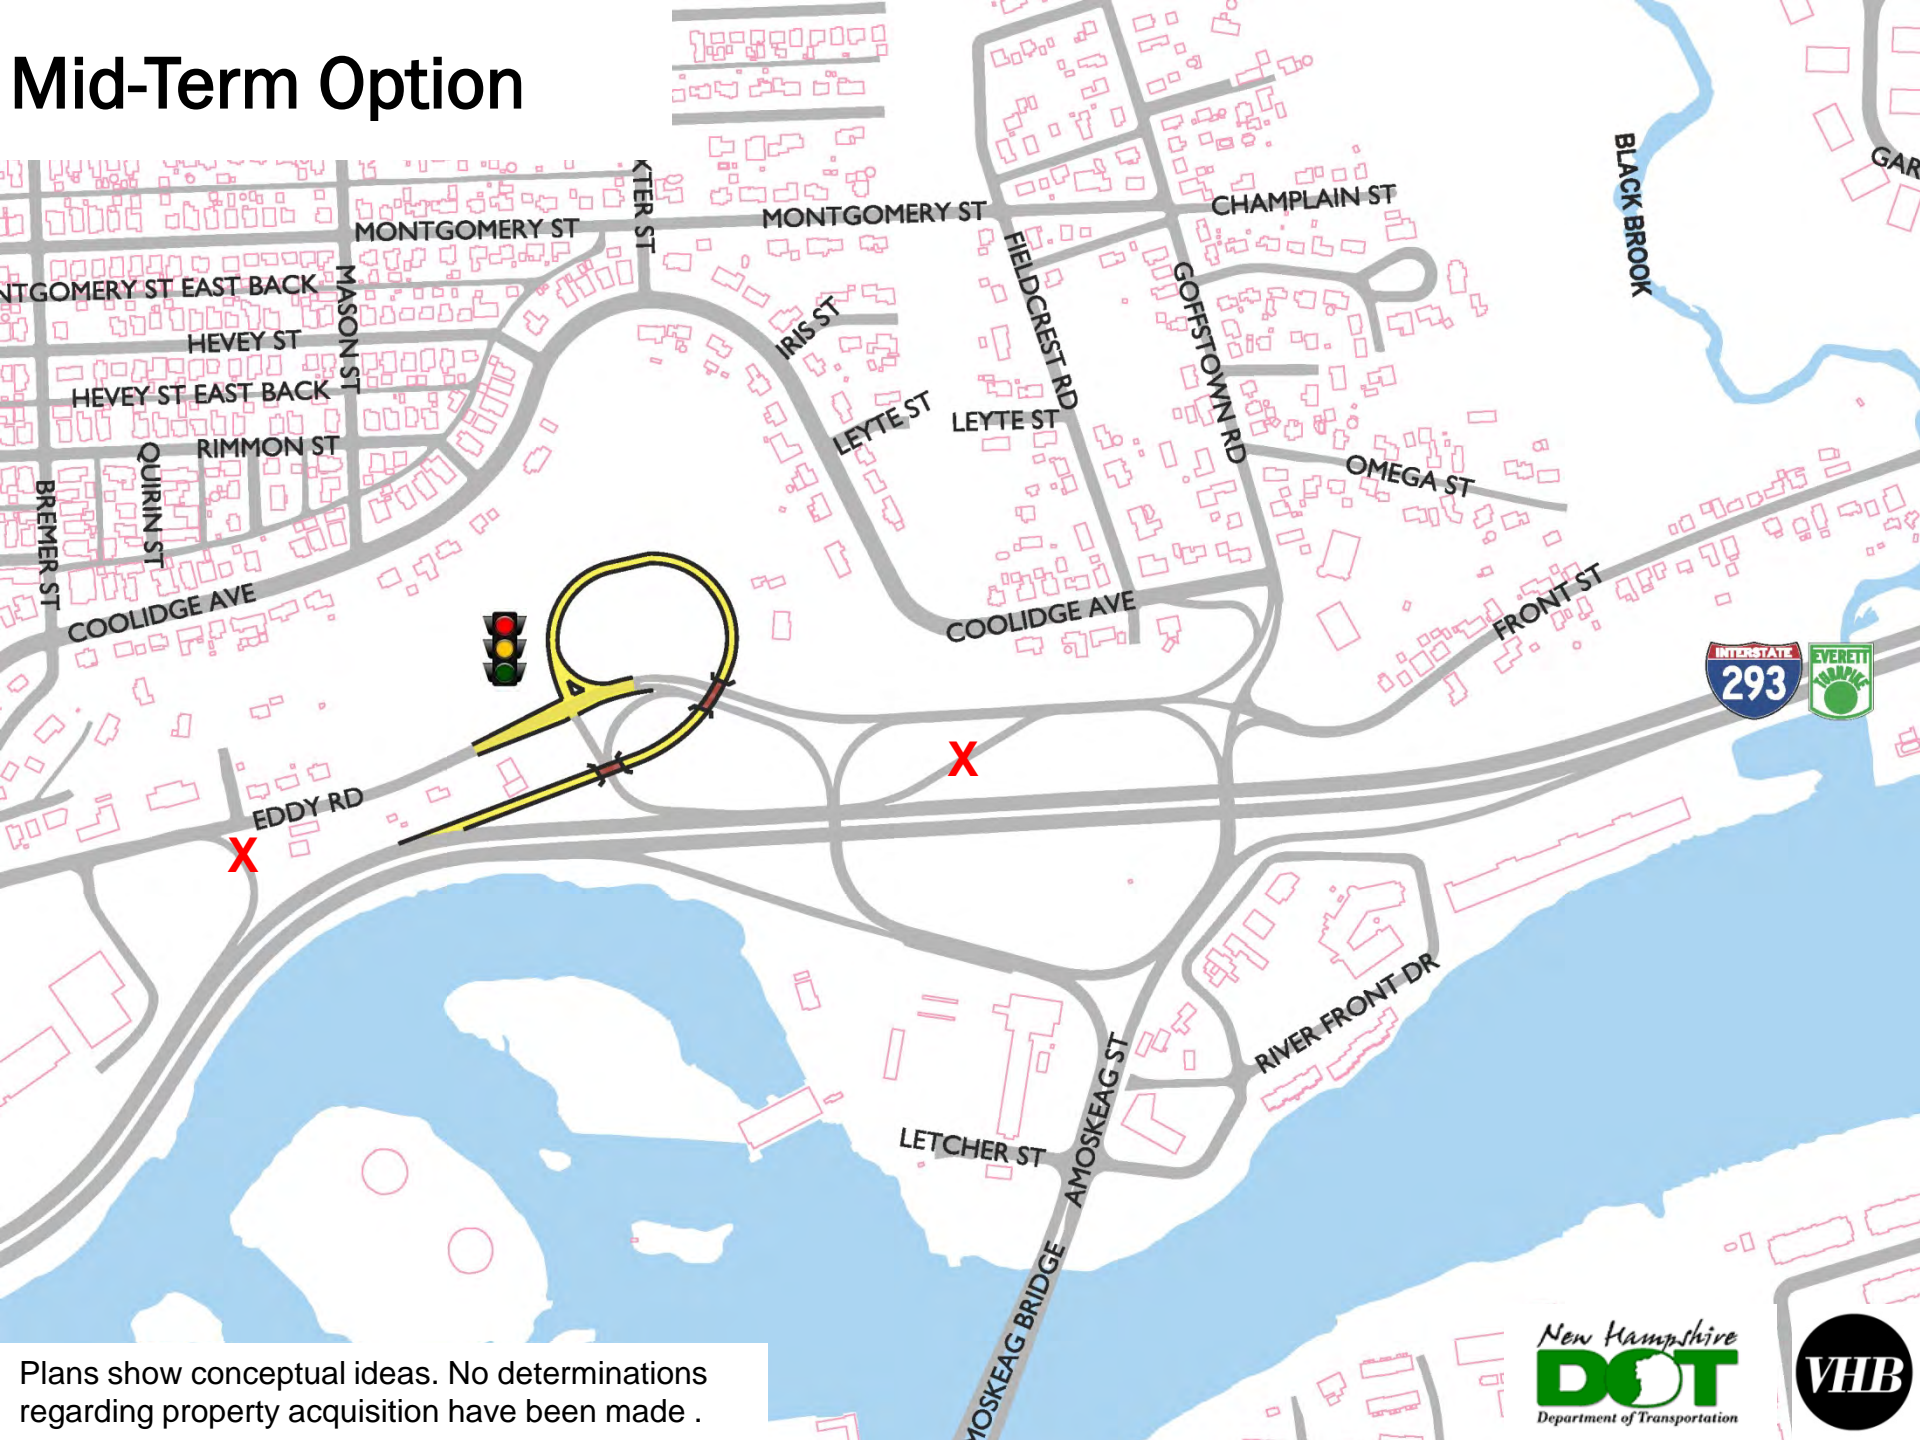 Mid-Term Option
XTER ST
MONTGOMERY ST
MONTGOMERY ST
CHAMPLAIN ST
BLACK BROOK
GAR
NTGOMERY ST EAST BACK
MASON ST
HEVEY ST
HEVEY ST EAST BACK
RIMMON ST
QUIRIN ST
BREMER ST
COOLIDGE AVE
IRIS ST
LEYTE ST
LEYTE ST
FIELDCREST RD
GOFFSTOWN RD
OMEGA ST
COOLIDGE AVE
FRONT ST
INTERSTATE
293
EVERETT
TURNPIKE
X
EDDY RD
X
RIVER FRONT DR
AMOSKEAG ST
LETCHER ST
MOSKEAG BRIDGE
Plans show conceptual ideas. No determinations
regarding property acquisition have been made .
New Hampshire
DOT
Department of Transportation
VHB